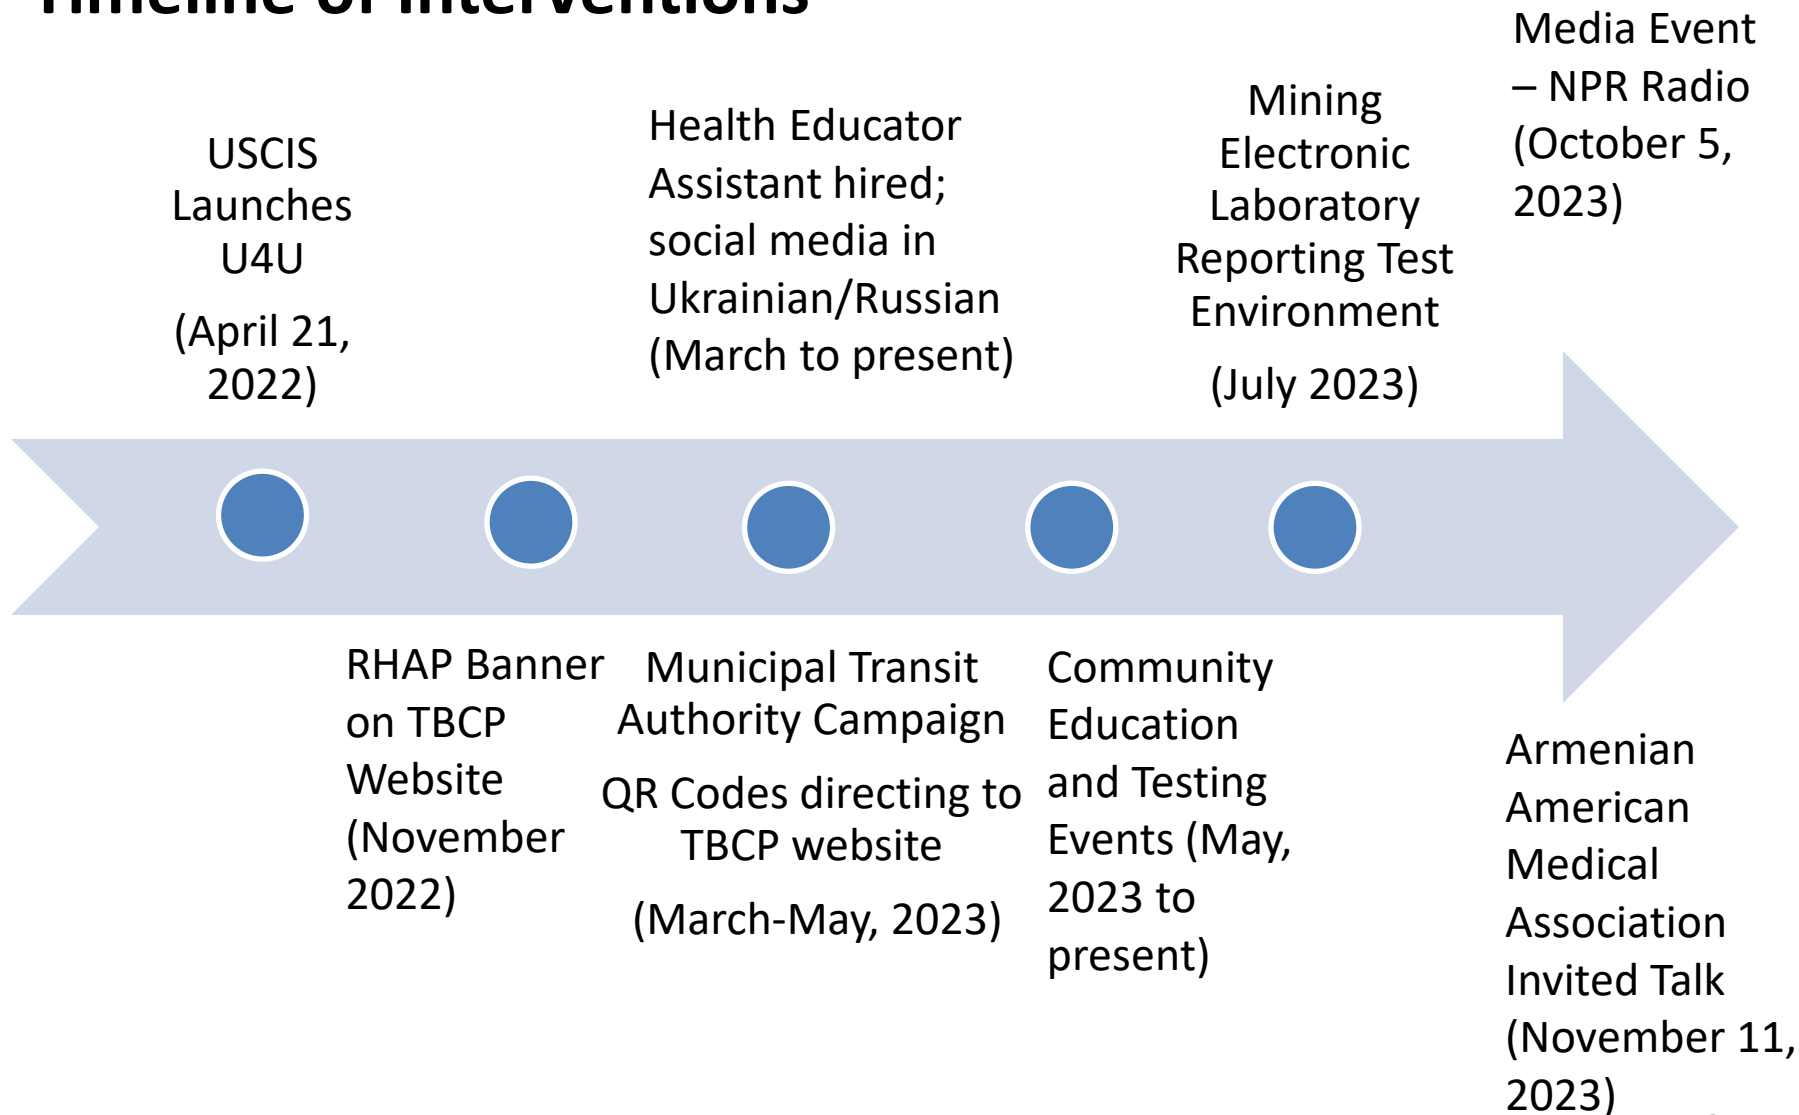 Timeline of Interventions
USCIS
Launches
U4U
(April 21,
2022)
Health Educator
Assistant hired;
social media in
Ukrainian/Russian
(March to present)
Mining
Electronic
Laboratory
Reporting Test
Environment
(July 2023)
Media Event
– NPR Radio
(October 5,
2023)
RHAP Banner
on TBCP
Website
(November
2022)
Municipal Transit
Authority Campaign
QR Codes directing to
TBCP website
(March-May, 2023)
Community
Education
and Testing
Events (May,
2023 to
present)
Armenian
American
Medical
Association
Invited Talk
(November 11,
2023)